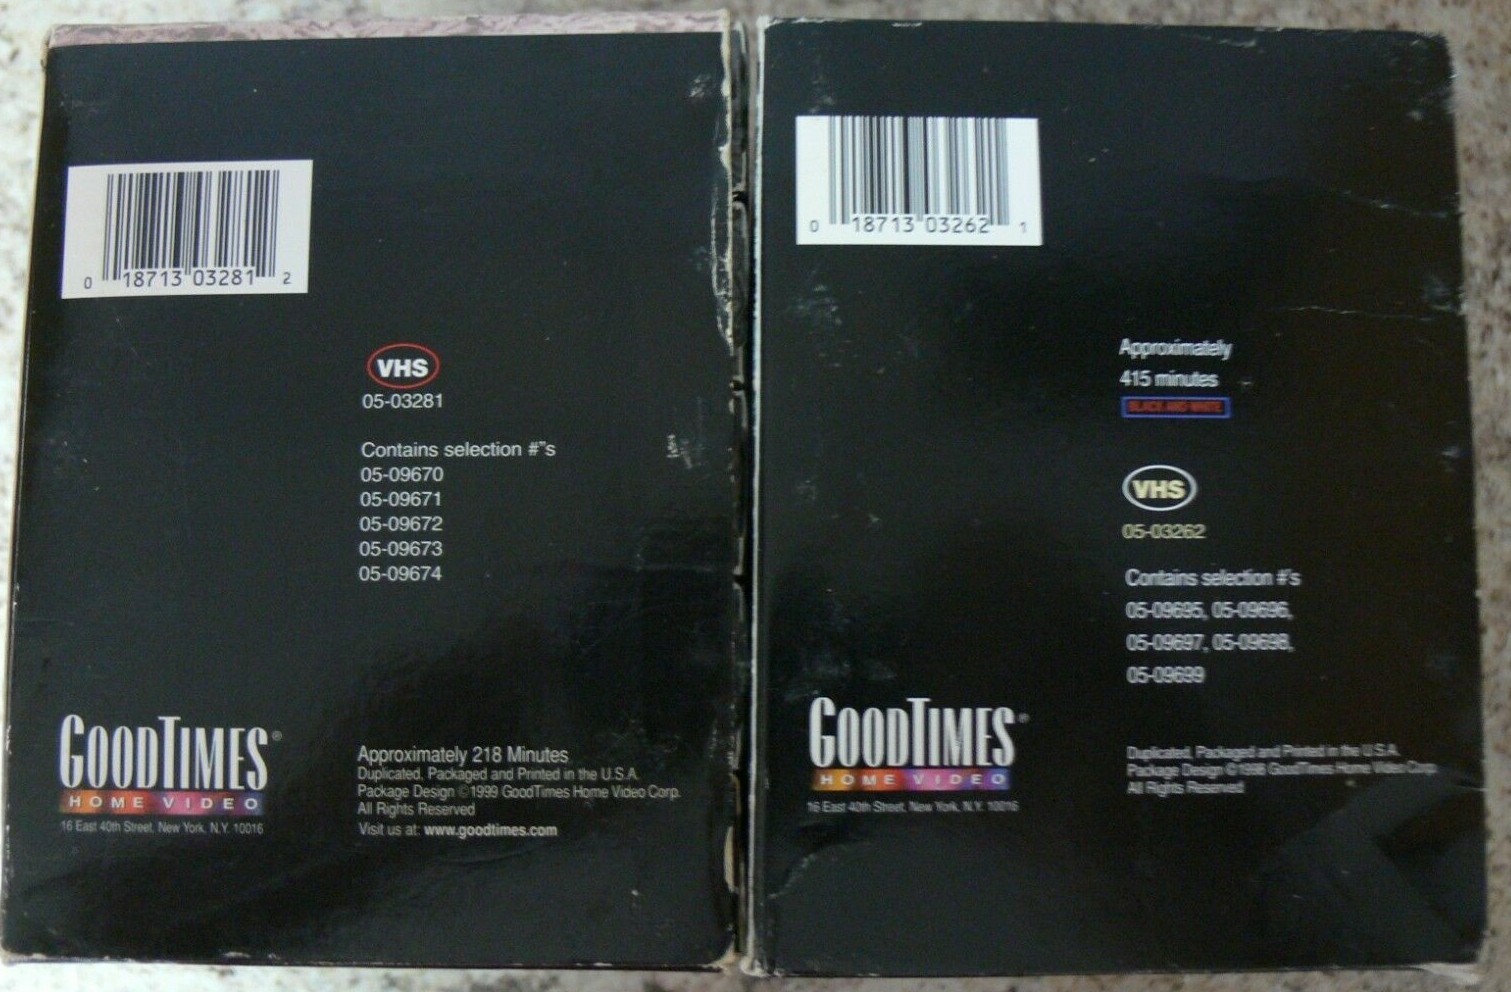 0 18713 03281 2
VHS
05-03281
Contains selection #"s
05-09670
05-09671
05-09672
05-09673
05-09674
GOODTIMES®
HOME VIDEO
16 East 40th Street, New York, N.Y. 10016
Approximately 218 Minutes
Duplicated, Packaged and Printed in the U.S.A.
Package Design ©1999 GoodTimes Home Video Corp.
All Rights Reserved
Visit us at: www.goodtimes.com
0 18713 03262 1
Approximately
415 minutes
BLACK AND WHITE
VHS
05-03262
Contains selection #'s
05-09695, 05-09696,
05-09697, 05-09698,
05-09699
GOODTIMES®
HOME VIDEO
16 East 40th Street, New York, N.Y. 10016
Duplicated, Packaged and Printed in the U.S.A.
Package Design ©1998 GoodTimes Home Video Corp.
All Rights Reserved